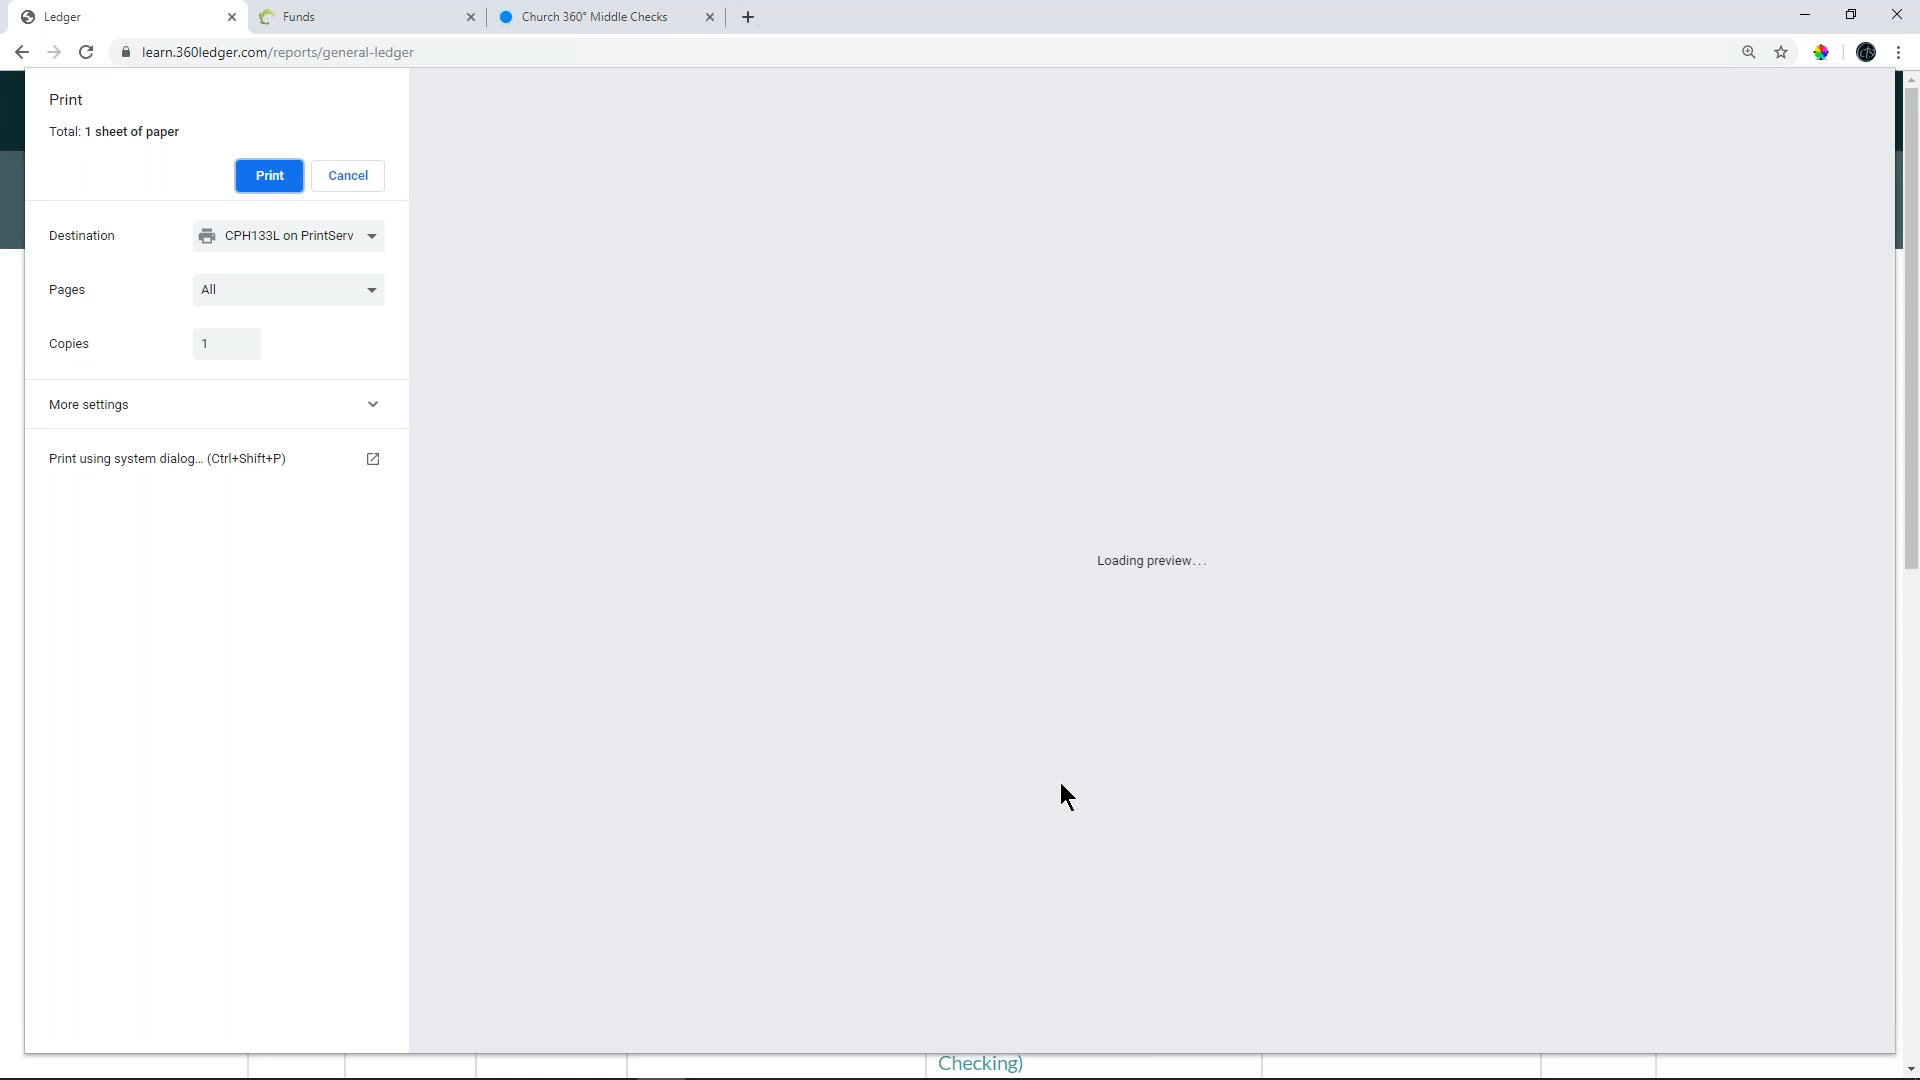 Ledger
Funds
Church 360° Middle Checks
learn.360ledger.com/reports/general-ledger
Print
Total: 1 sheet of paper
Print
Cancel
Destination
CPH133L on PrintServ
Pages
All
Copies
1
More settings
Print using system dialog... (Ctrl+Shift+P)
Loading preview...
Checking)